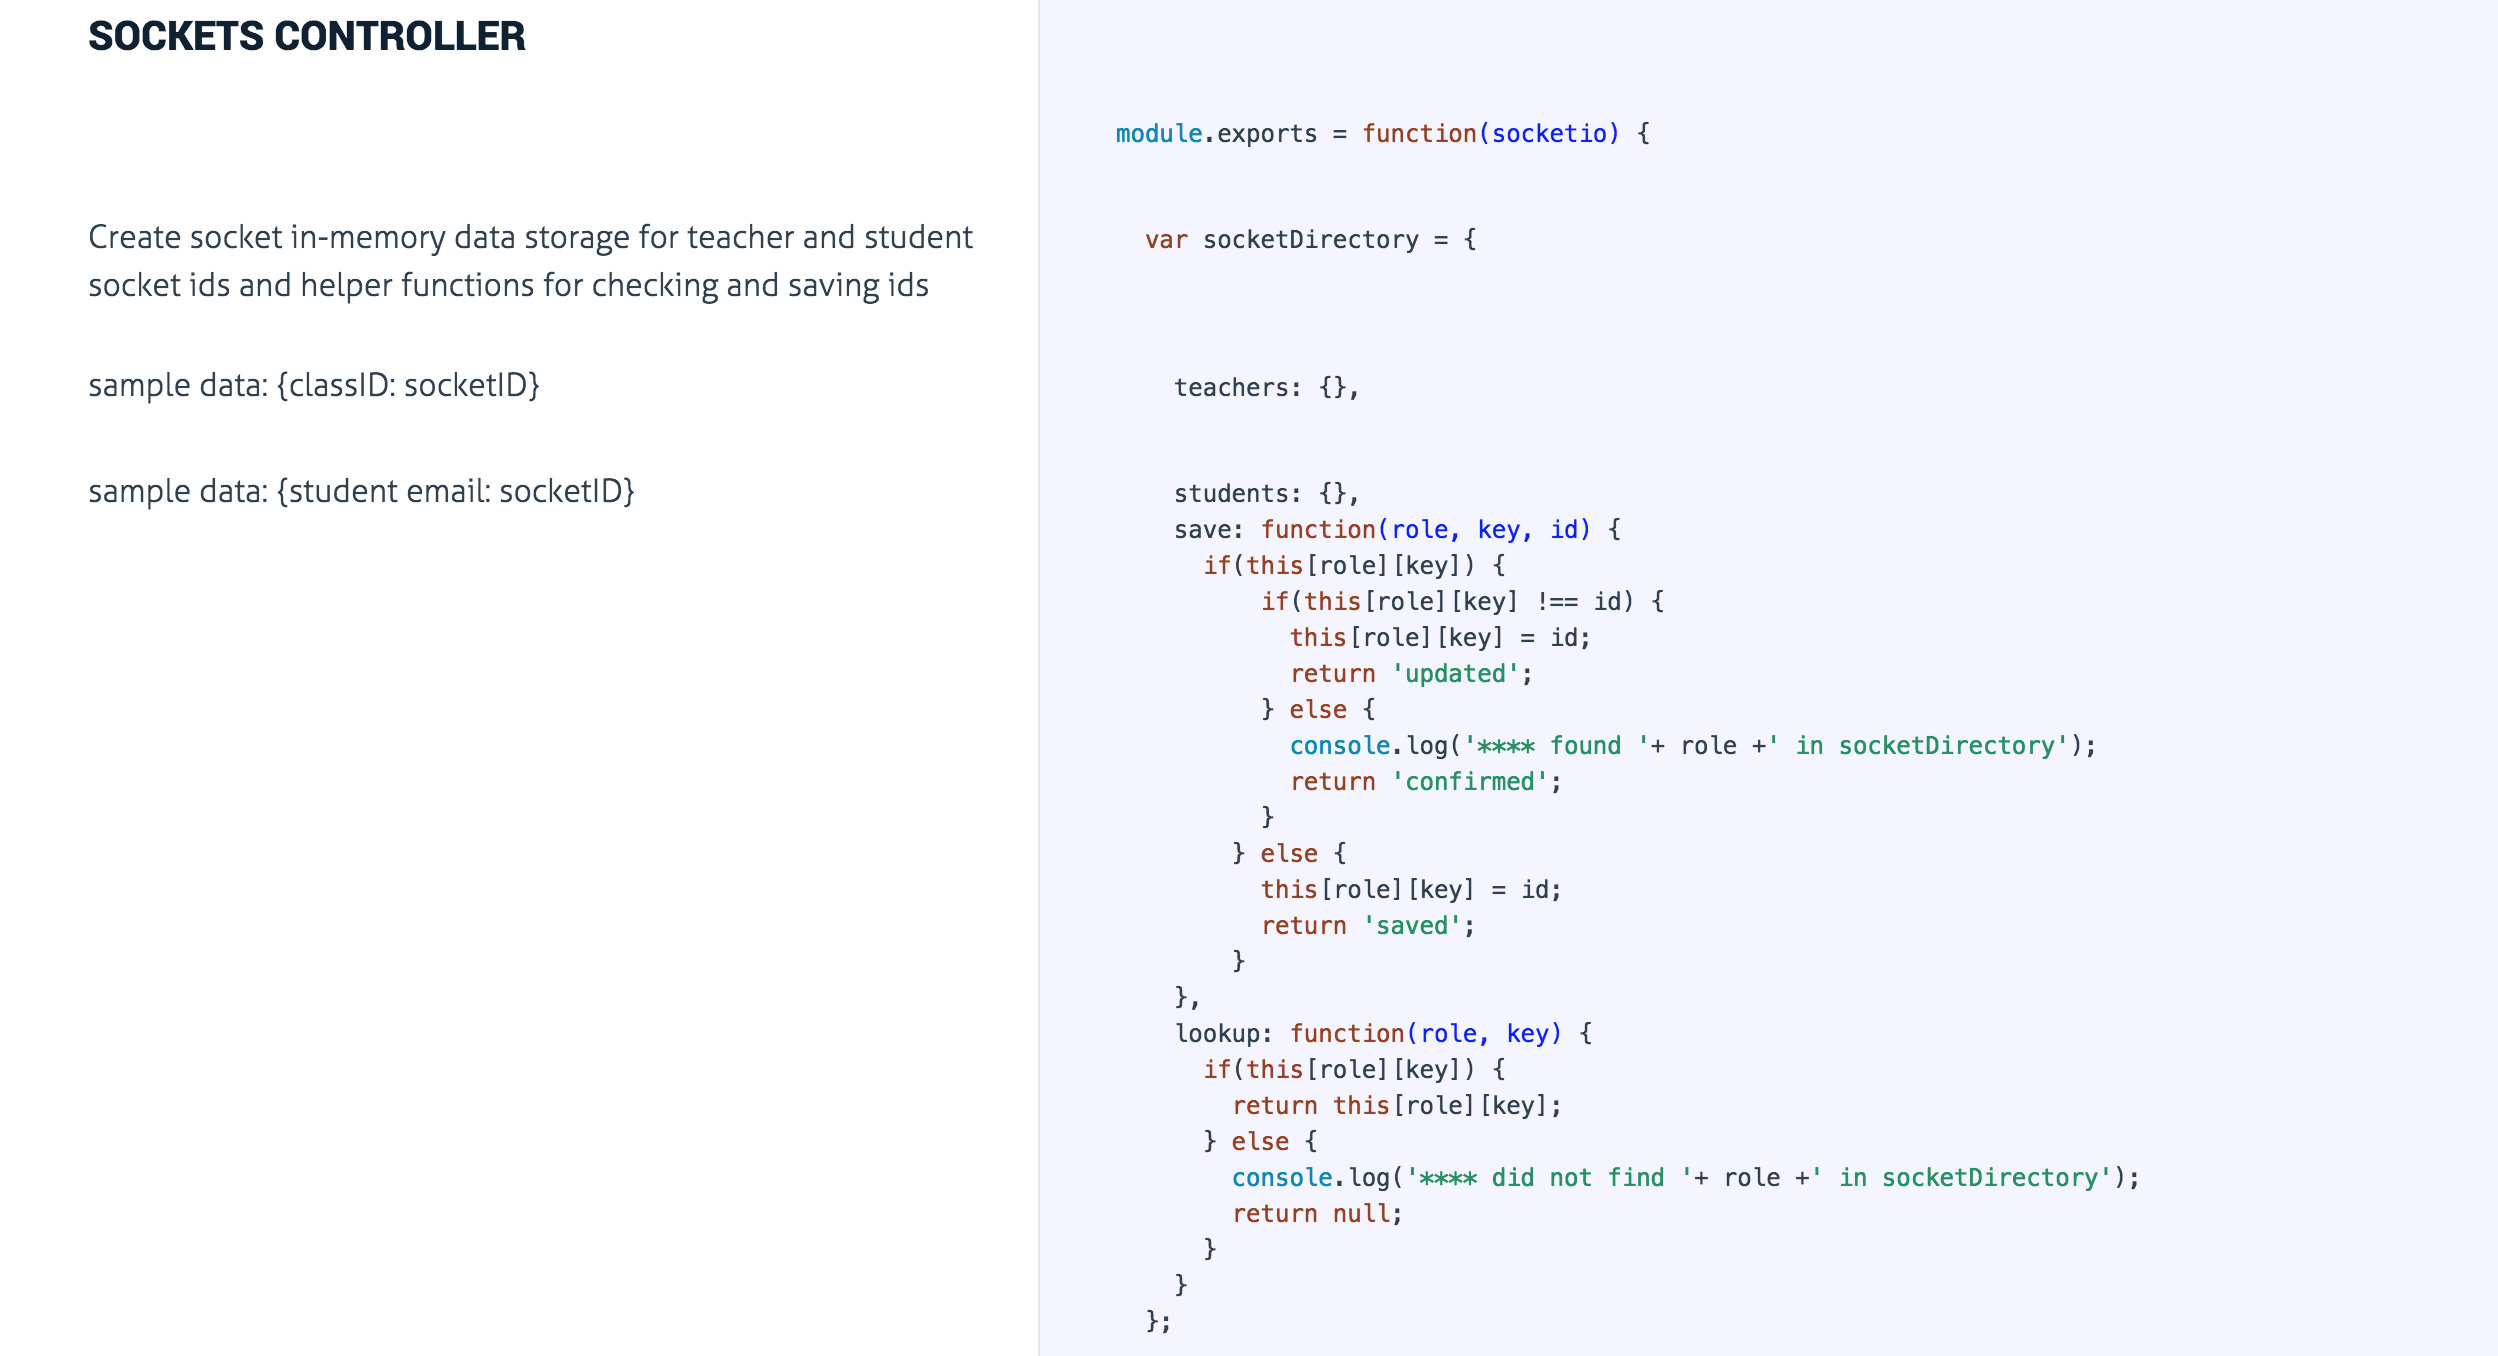 SOCKETS CONTROLLER
Create socket in-memory data storage for teacher and student
socket ids and helper functions for checking and saving ids
sample data: {classID: socketID}
sample data: {student email: socketID}
module.exports = function(socketio) {
  var socketDirectory = {
    teachers: {},
    students: {},
    save: function(role, key, id) {
      if(this[role][key]) {
          if(this[role][key] !== id) {
            this[role][key] = id;
            return 'updated';
          } else {
            console.log('**** found '+ role +' in socketDirectory');
            return 'confirmed';
          }
        } else {
          this[role][key] = id;
          return 'saved';
        }
    },
    lookup: function(role, key) {
      if(this[role][key]) {
        return this[role][key];
      } else {
        console.log('**** did not find '+ role +' in socketDirectory');
        return null;
      }
    }
  };